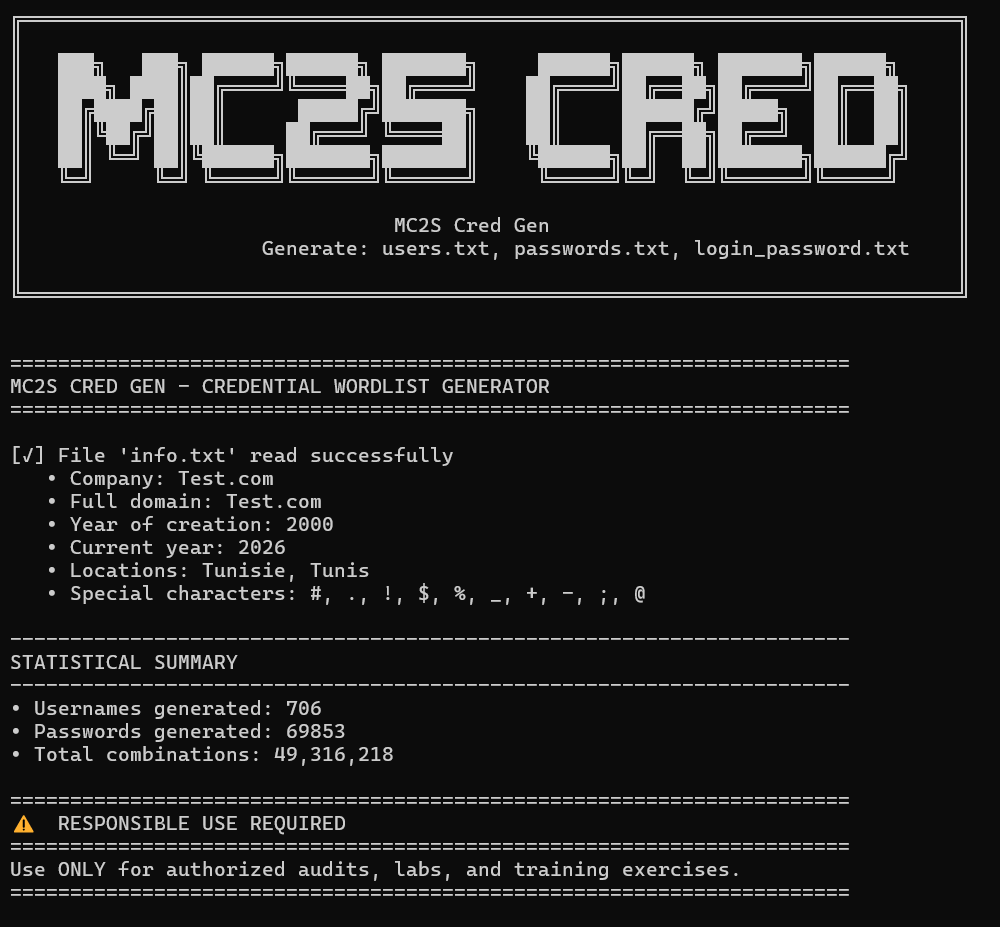 MC2S CRED
MC2S Cred Gen
Generate: users.txt, passwords.txt, login_password.txt
======================================================================
MC2S CRED GEN - CREDENTIAL WORDLIST GENERATOR
======================================================================
[✓] File 'info.txt' read successfully
• Company: Test.com
• Full domain: Test.com
• Year of creation: 2000
• Current year: 2026
• Locations: Tunisie, Tunis
• Special characters: #, ., !, $, %, _, +, -, ;, @
----------------------------------------------------------------------
STATISTICAL SUMMARY
----------------------------------------------------------------------
• Usernames generated: 706
• Passwords generated: 69853
• Total combinations: 49,316,218
======================================================================
⚠️ RESPONSIBLE USE REQUIRED
======================================================================
Use ONLY for authorized audits, labs, and training exercises.
======================================================================